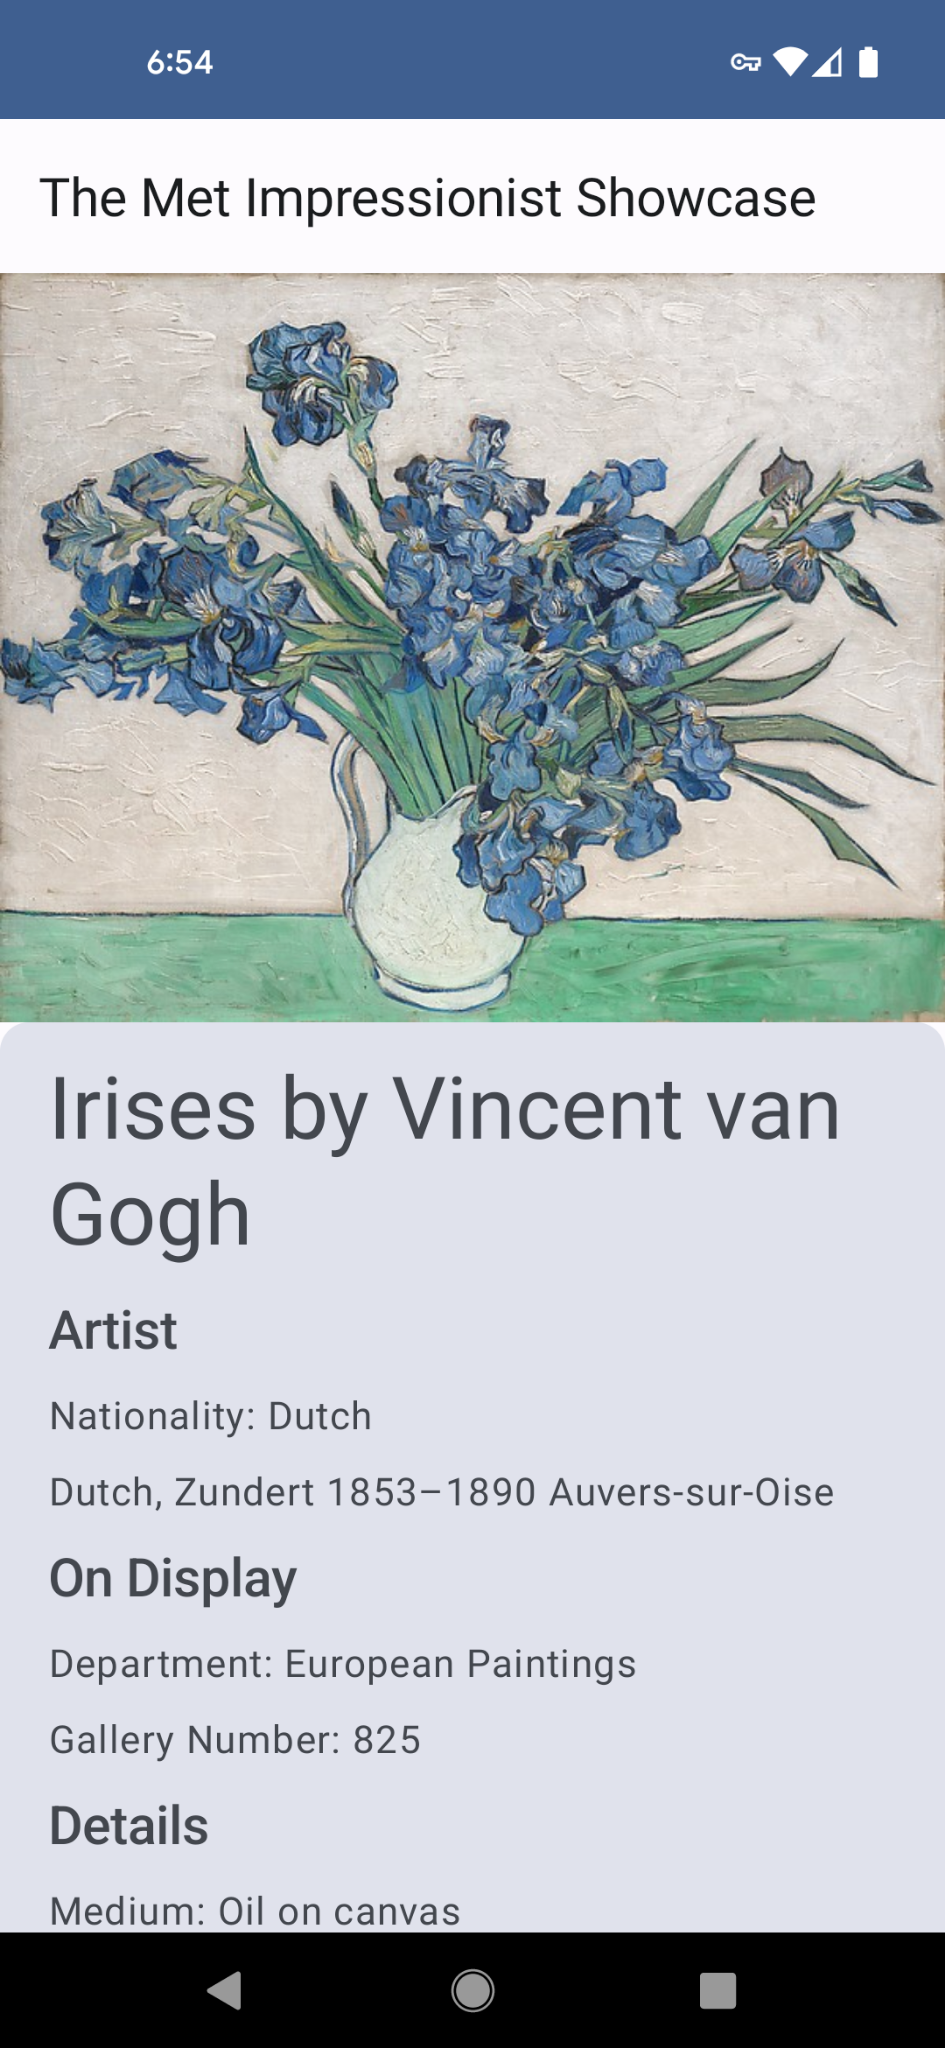 6:54
The Met Impressionist Showcase
Irises by Vincent van
Gogh
Artist
Nationality: Dutch
Dutch, Zundert 1853–1890 Auvers-sur-Oise
On Display
Department: European Paintings
Gallery Number: 825
Details
Medium: Oil on canvas